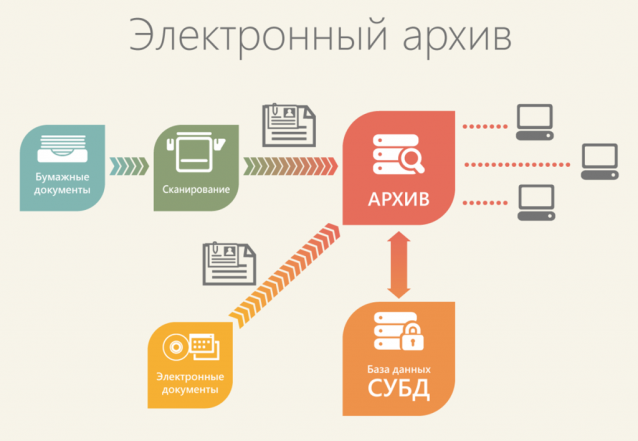 Электронный архив
Бумажные
документы
Сканирование
АРХИВ
Электронные
документы
База данных
СУБД